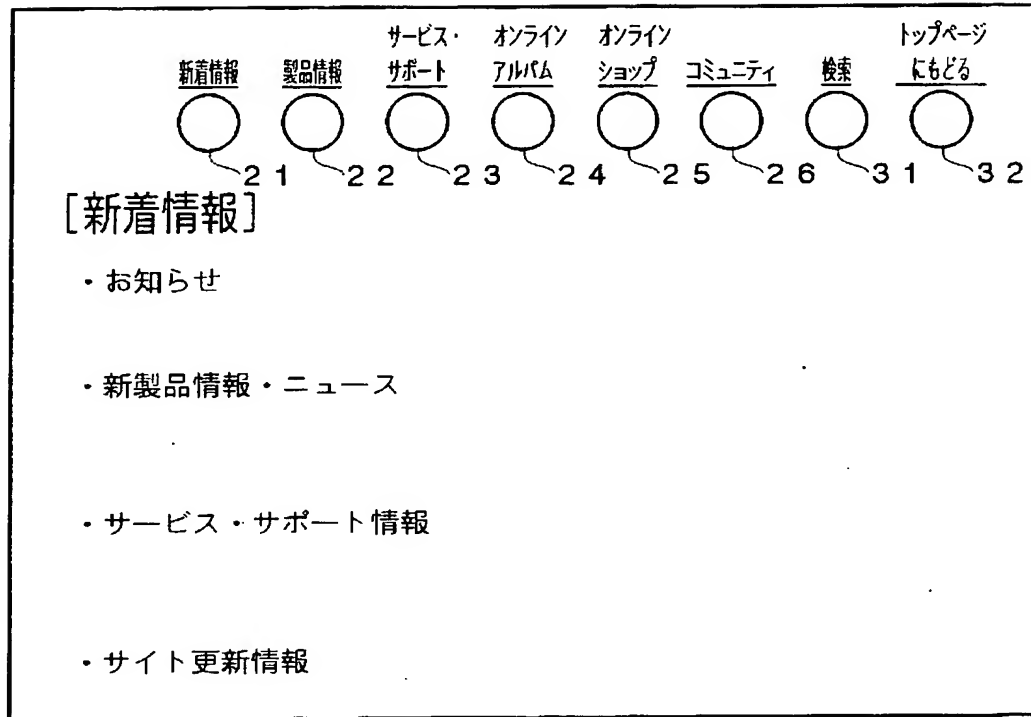 サービス・ オンライン オンライン トップページ
新着情報 製品情報 サポート アルバム ショップ コミュニティ 検索 にもどる
21 22 23 24 25 26 31 32
[新着情報]
・お知らせ
・新製品情報・ニュース
・サービス・サポート情報
・サイト更新情報